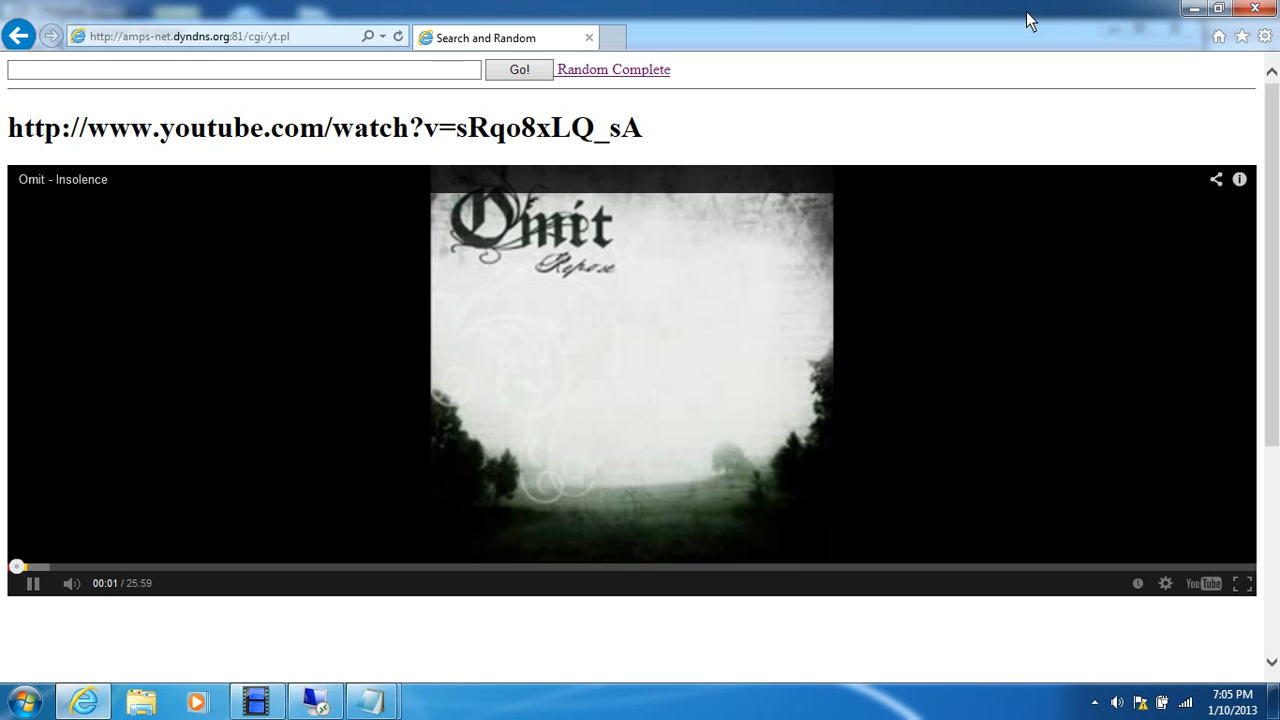 http://amps-net.dyndns.org:81/cgi/yt.pl
Search and Random
Go! Random Complete
http://www.youtube.com/watch?v=sRqo8xLQ_sA
Omit - Insolence
Omit
Repose
00:01 / 25:59
YouTube
7:05 PM
1/10/2013